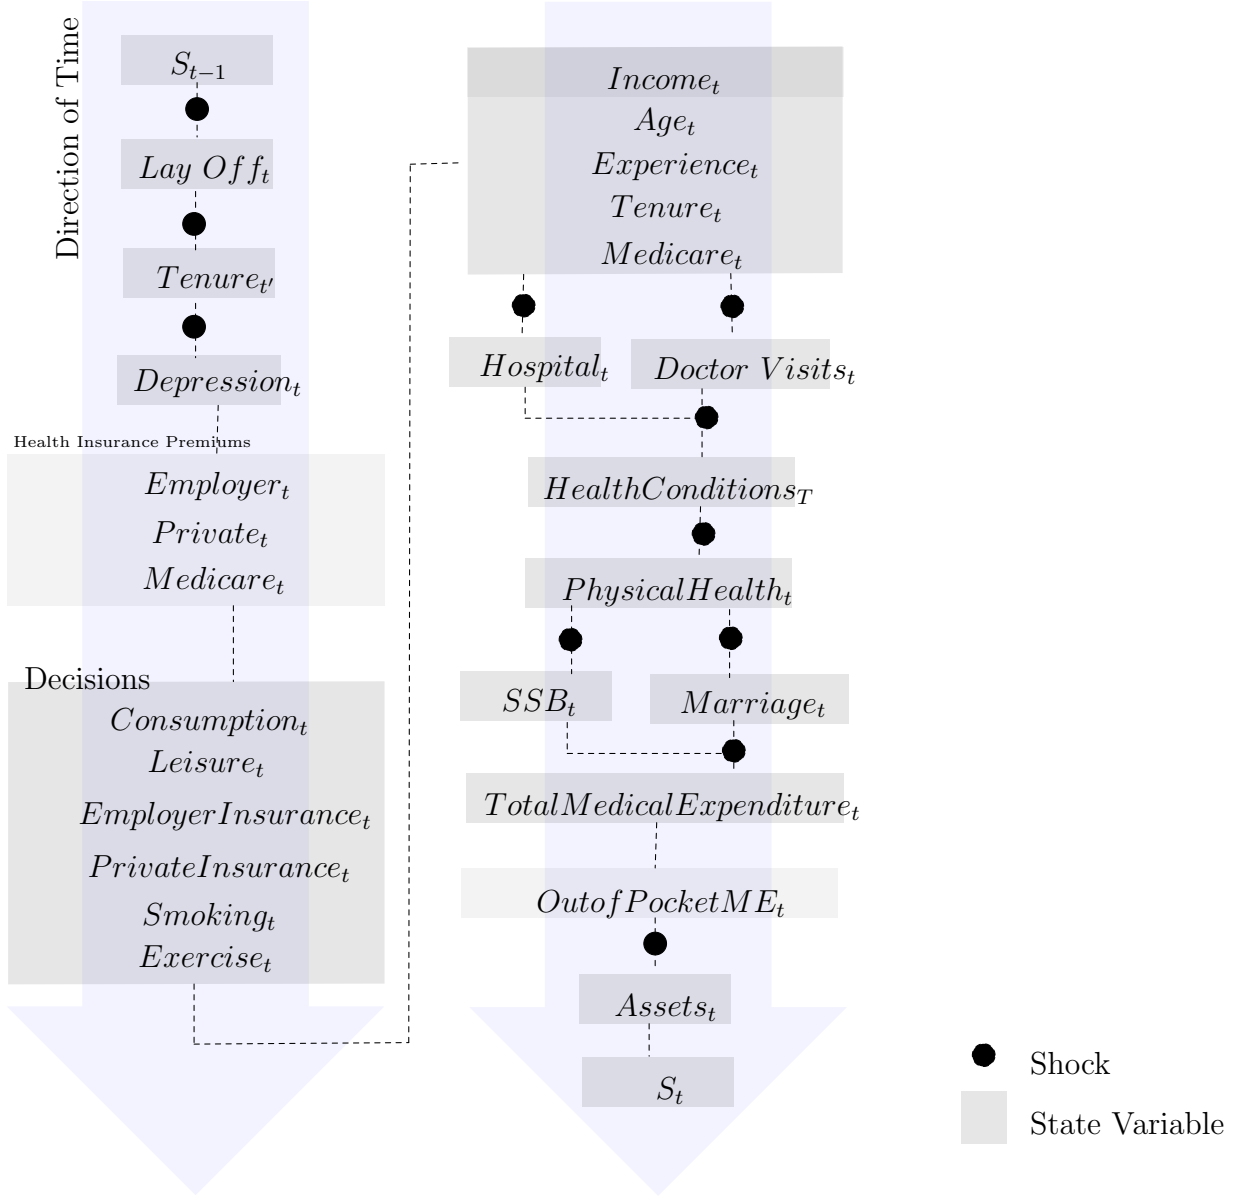 Direction of Time
S_{t−1}
Lay Off_t
Tenure_{t′}
Depression_t
Health Insurance Premiums
Employer_t
Private_t
Medicare_t
Decisions
Consumption_t
Leisure_t
EmployerInsurance_t
PrivateInsurance_t
Smoking_t
Exercise_t
Income_t
Age_t
Experience_t
Tenure_t
Medicare_t
Hospital_t
Doctor Visits_t
HealthConditions_T
PhysicalHealth_t
SSB_t
Marriage_t
TotalMedicalExpenditure_t
OutofPocketME_t
Assets_t
S_t
Shock
State Variable